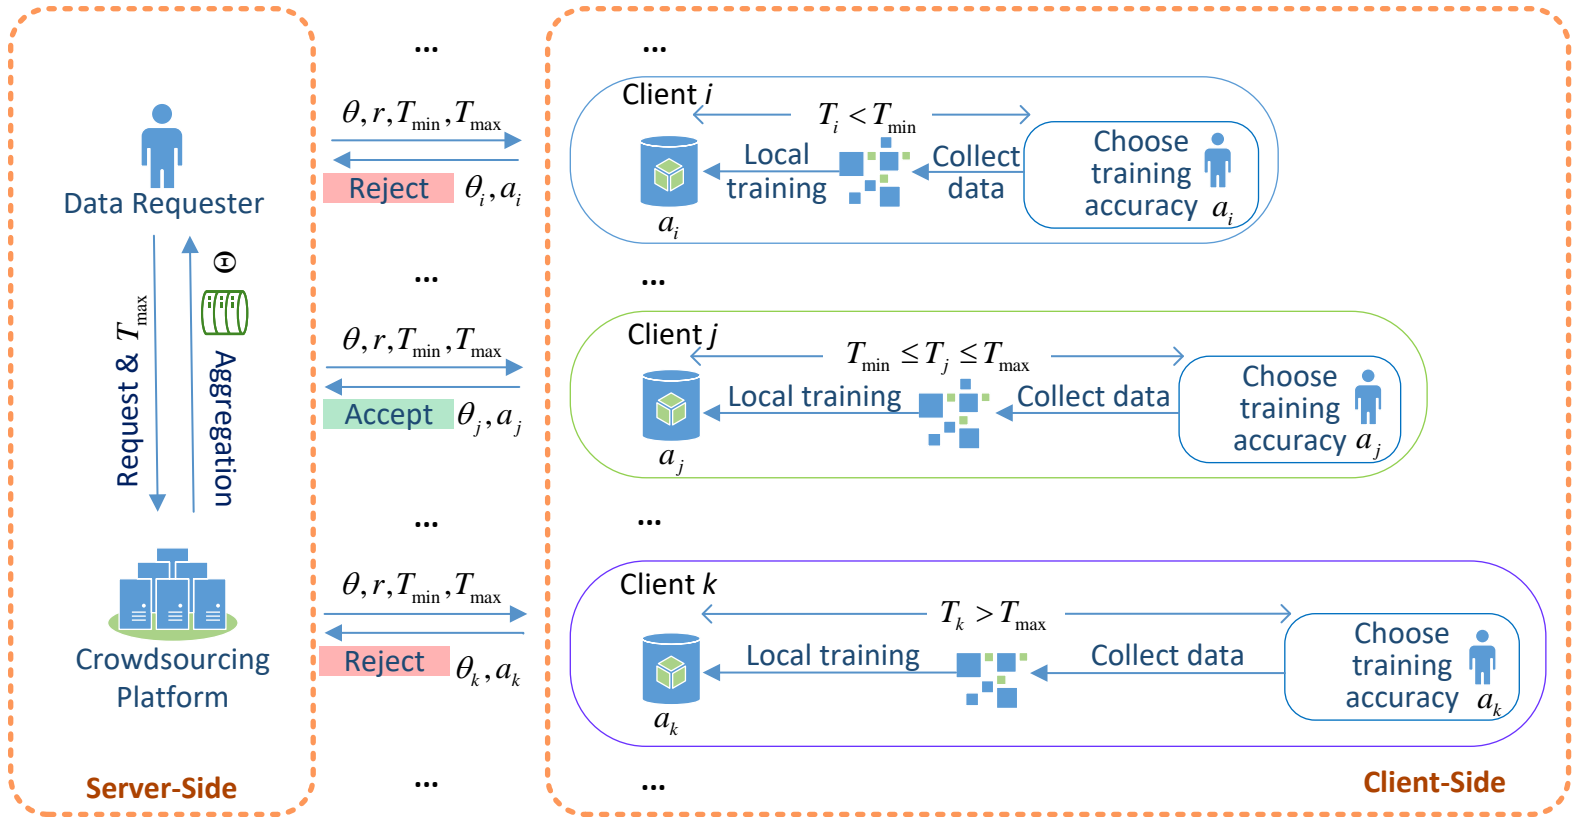 Data Requester
Request & T_max
Θ
Aggregation
Crowdsourcing
Platform
Server-Side
...
θ, r, T_min, T_max
Reject θ_i, a_i
...
θ, r, T_min, T_max
Accept θ_j, a_j
...
θ, r, T_min, T_max
Reject θ_k, a_k
...
...
Client i
T_i < T_min
Local
training
Collect
data
Choose
training
accuracy a_i
a_i
...
Client j
T_min ≤ T_j ≤ T_max
Local training
Collect data
Choose
training
accuracy a_j
a_j
...
Client k
T_k > T_max
Local training
Collect data
Choose
training
accuracy a_k
a_k
...
Client-Side